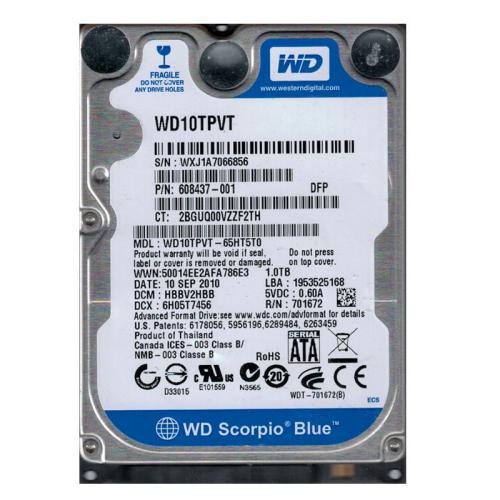 FRAGILE
DO NOT COVER
ANY DRIVE HOLES
WD
www.westerndigital.com
WD10TPVT
S/N : WXJ1A7066856
P/N: 608437-001 DFP
CT: 2BGUQ00VZZF2TH
MDL : WD10TPVT-65HT5T0
Product warranty will be void if seal, Do not press
label or cover is removed or damaged. on top cover.
WWN:50014EE2AFA786E3 1.0TB
DATE: 10 SEP 2010 LBA : 1953525168
DCM : HBBV2HBB 5VDC : 0.60A
DCX : 6H05T7456 R/N : 701672
Advanced Format Drive:see www.wdc.com/advformat for details
U.S. Patents: 6178056, 5956196,6289484, 6263459
Product of Thailand
Canada ICES-003 Class B/
NMB-003 Classe B
RoHS
SERIAL
ATA
D33015
E101559
N3565
20
WDT-701672(B)
ECS
WD Scorpio® Blue™